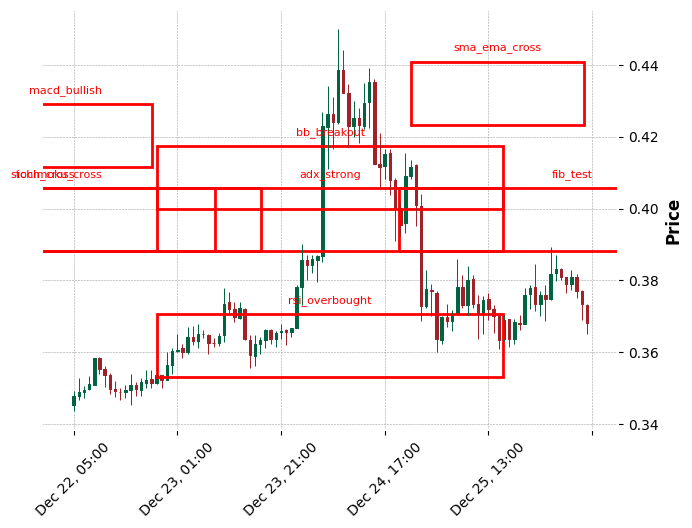 sma_ema_cross
0.44
macd_bullish
0.42
bb_breakout
adx_strong
fib_test
0.40
Price
0.38
rsi_overbought
0.36
0.34
Dec 22, 05:00
Dec 23, 01:00
Dec 23, 21:00
Dec 24, 17:00
Dec 25, 13:00